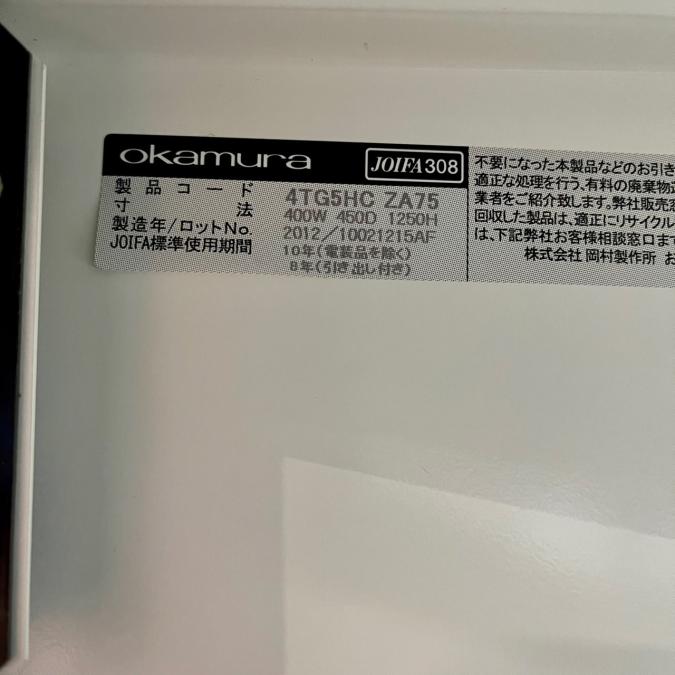 okamura JOIFA308
製品コード 4TG5HC ZA75
寸法 400W 450D 1250H
製造年/ロットNo. 2012/10021215AF
JOIFA標準使用期間 10年(電装品を除く)
8年(引き出し付き)
不要になった本製品などのお引き
適正な処理を行う、有料の廃棄物
業者をご紹介致します。弊社販売
回収した製品は、適正にリサイクル
は、下記弊社お客様相談窓口ま
株式会社 岡村製作所 お